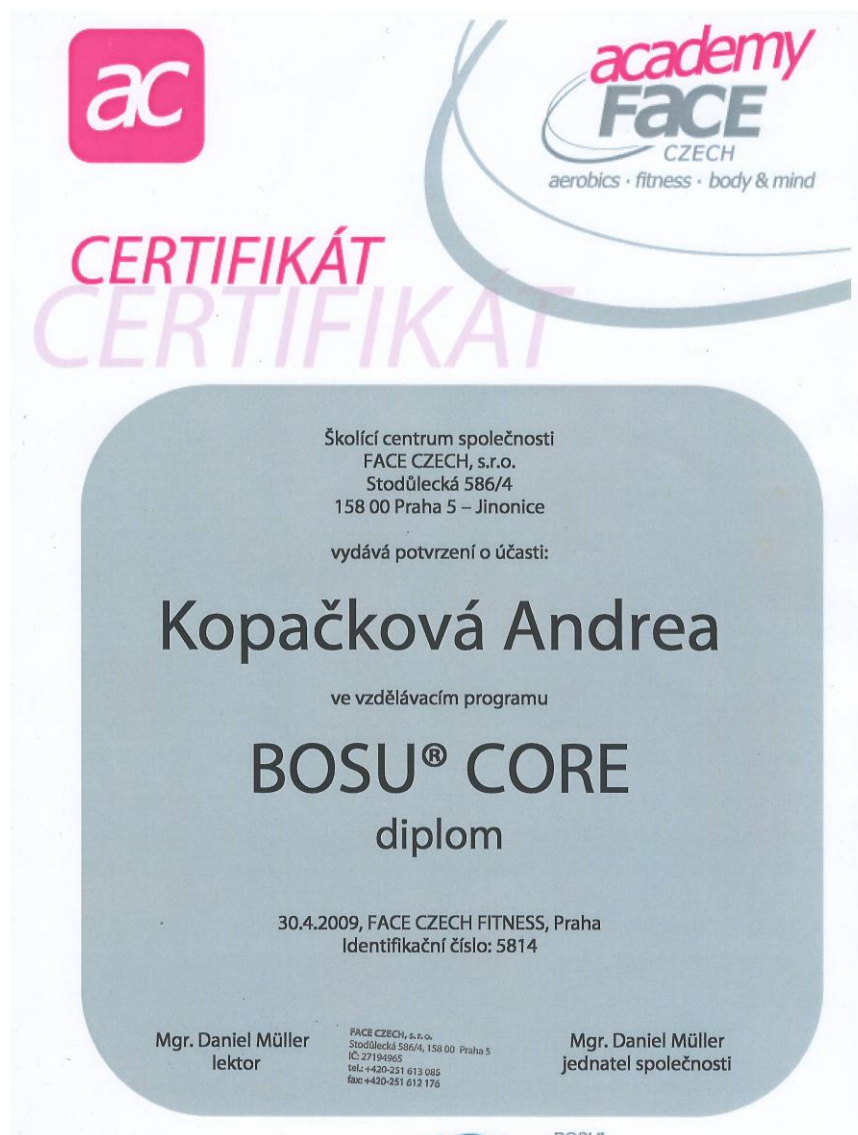 ac
academy
FACE
CZECH
aerobics · fitness · body & mind
CERTIFIKÁT
CERTIFIKÁT
Školící centrum společnosti
FACE CZECH, s.r.o.
Stodůlecká 586/4
158 00 Praha 5 – Jinonice
vydává potvrzení o účasti:
Kopačková Andrea
ve vzdělávacím programu
BOSU® CORE
diplom
30.4.2009, FACE CZECH FITNESS, Praha
Identifikační číslo: 5814
Mgr. Daniel Müller
lektor
FACE CZECH, s.r.o.
Stodůlecká 586/4, 158 00 Praha 5
IČ: 27194965
tel.: +420-251 613 085
fax: +420-251 612 176
Mgr. Daniel Müller
jednatel společnosti